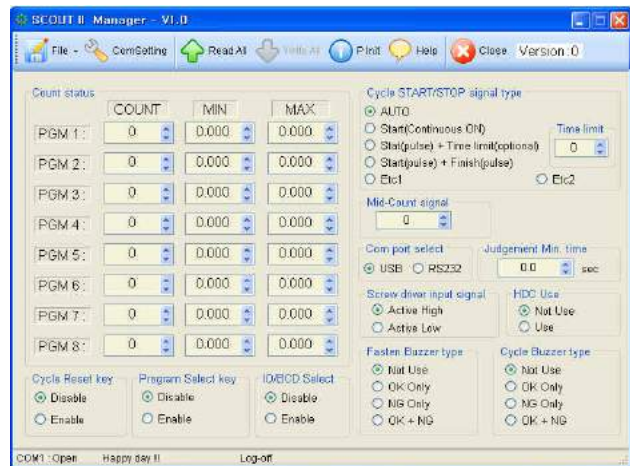 SCOUT II Manager - V1.0
File - ComSetting Read All Write All P.Init Help Close Version:0
Count status
COUNT MIN MAX
PGM 1: 0 0.000 0.000
PGM 2: 0 0.000 0.000
PGM 3: 0 0.000 0.000
PGM 4: 0 0.000 0.000
PGM 5: 0 0.000 0.000
PGM 6: 0 0.000 0.000
PGM 7: 0 0.000 0.000
PGM 8: 0 0.000 0.000
Cycle Reset key
Disable
Enable
Program Select key
Disable
Enable
IO/BCD Select
Disable
Enable
Cycle START/STOP signal type
AUTO
Start(Continuous ON)
Stat(pulse) + Time limit(optional)
Start(pulse) + Finish(pulse)
Etc1 Etc2
Time limit
0
Mid-Count signal
0
Com port select
USB RS232
Judgement Min. time
0.0 sec
Screw driver input signal
Active High
Active Low
HDC Use
Not Use
Use
Fasten Buzzer type
Not Use
OK Only
NG Only
OK + NG
Cycle Buzzer type
Not Use
OK Only
NG Only
OK + NG
COM1 : Open Happy day !! Log-off